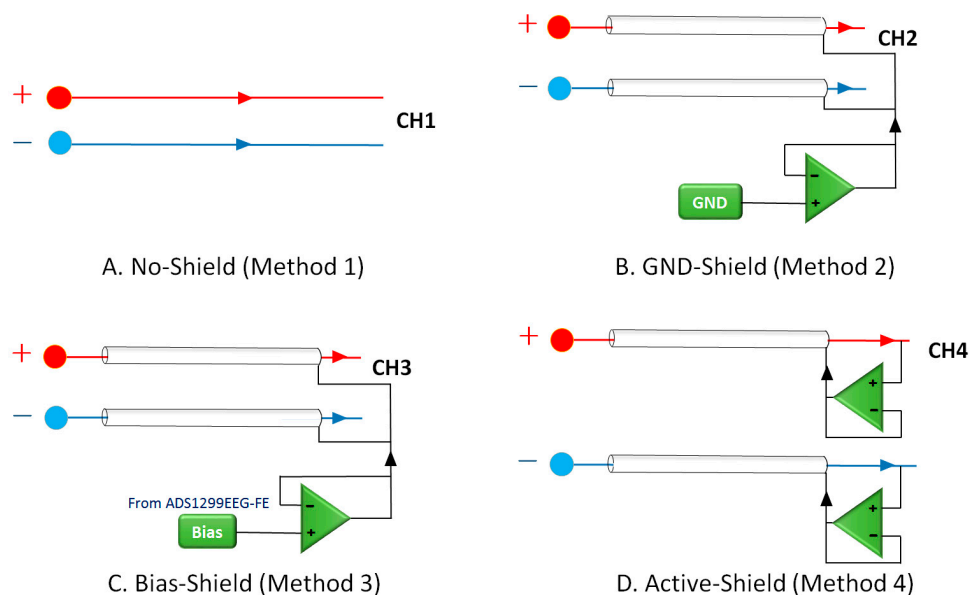 +
−
CH1
A. No-Shield (Method 1)
+
−
CH2
−
+
GND
B. GND-Shield (Method 2)
+
−
CH3
From ADS1299EEG-FE
−
+
Bias
C. Bias-Shield (Method 3)
+
CH4
+
−
−
+
−
D. Active-Shield (Method 4)